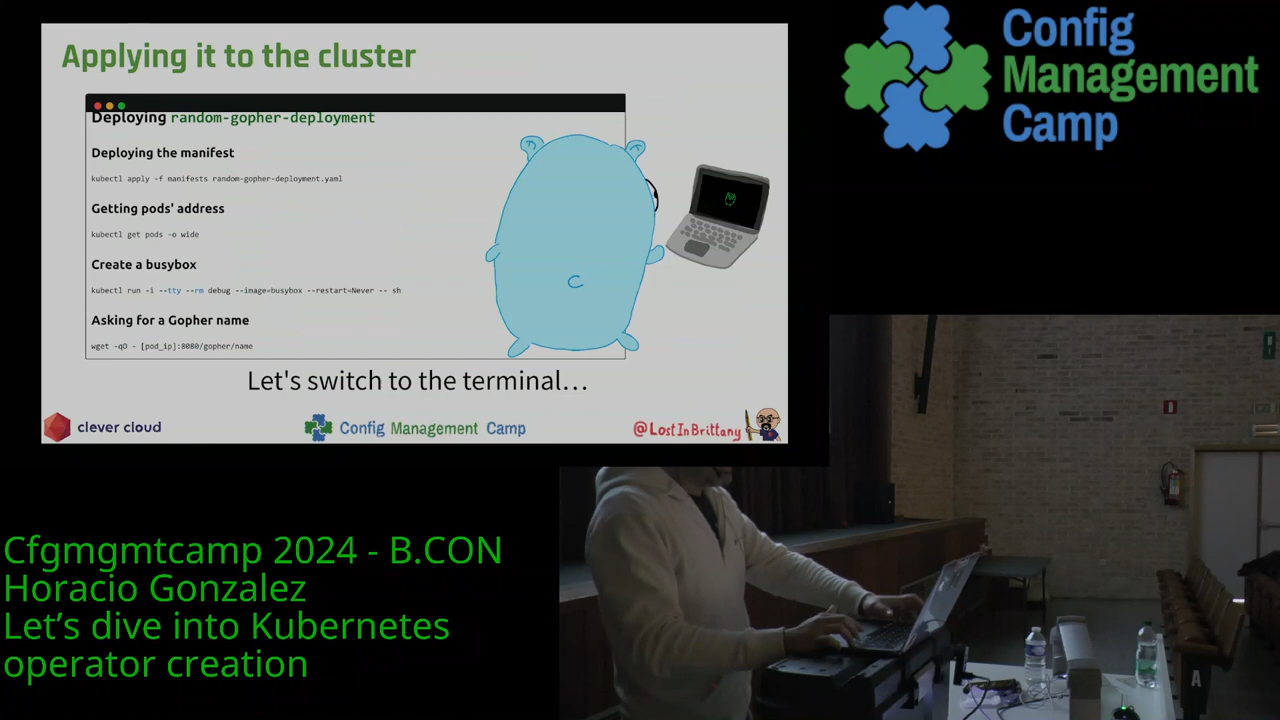 Applying it to the cluster
Deploying random-gopher-deployment
Deploying the manifest
kubectl apply -f manifests random-gopher-deployment.yaml
Getting pods' address
kubectl get pods -o wide
Create a busybox
kubectl run -i --tty --rm debug --image=busybox --restart=Never -- sh
Asking for a Gopher name
wget -qO - [pod_ip]:8080/gopher/name
Let's switch to the terminal…
clever cloud
Config Management Camp
@LostInBrittany
Config
Management
Camp
Cfgmgmtcamp 2024 - B.CON
Horacio Gonzalez
Let's dive into Kubernetes
operator creation
A